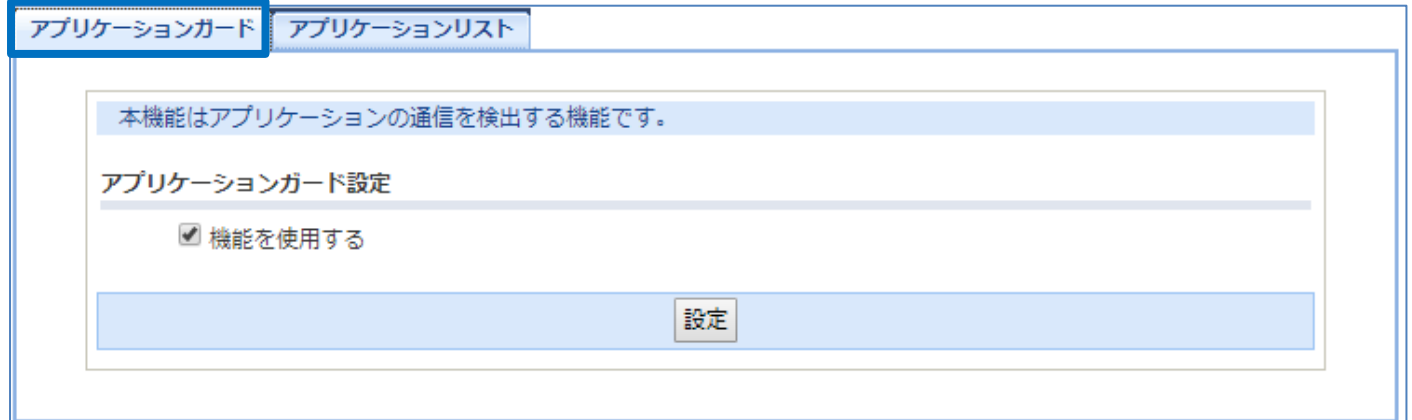 アプリケーションガード アプリケーションリスト
本機能はアプリケーションの通信を検出する機能です。
アプリケーションガード設定
機能を使用する
設定